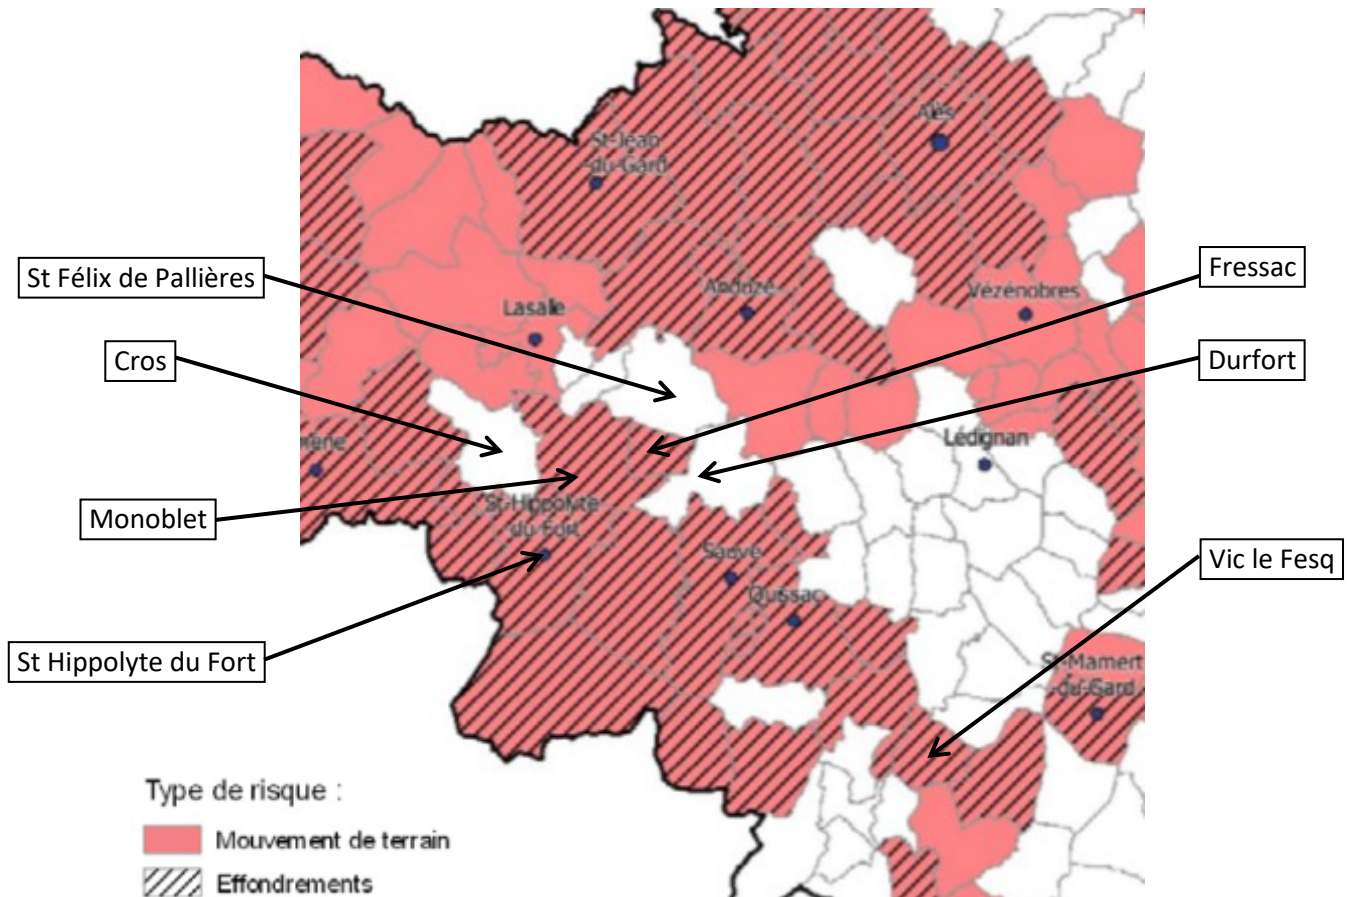 Alès
St-Jean
-du-Gard
St Félix de Pallières
Fressac
Anduze
Vézénobres
Lasalle
Cros
Durfort
Lédignan
Monoblet
St-Hippolyte
du Fort
Sauve
Vic le Fesq
Quissac
St Hippolyte du Fort
St-Mamert
-du-Gard
Type de risque :
Mouvement de terrain
Effondrements